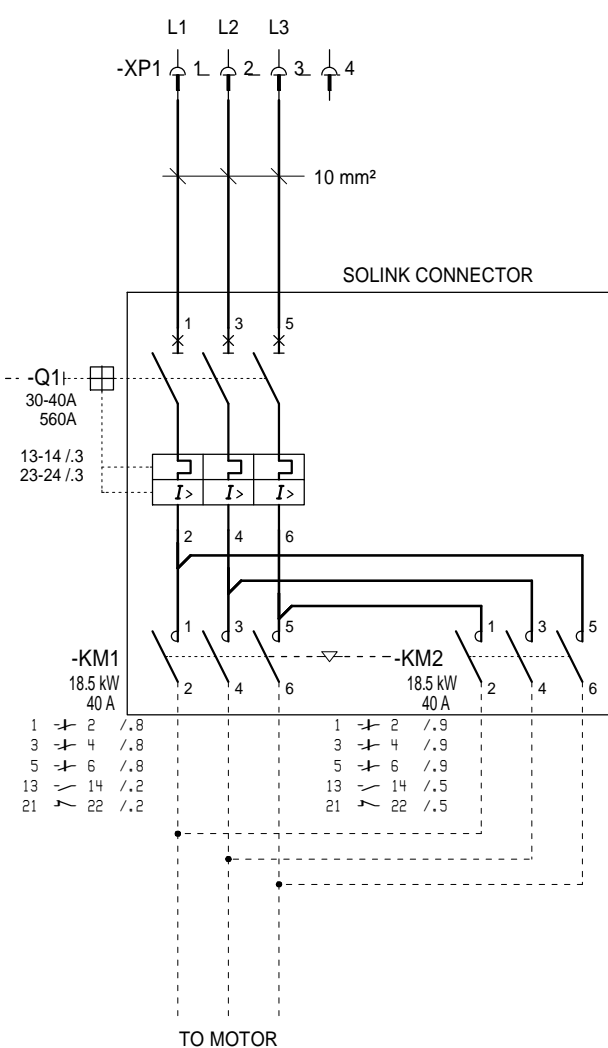 L1 L2 L3
-XP1 1 2 3 4
10 mm²
SOLINK CONNECTOR
1 3 5
-Q1
30-40A
560A
13-14 /.3
23-24 /.3
I> I> I>
2 4 6
1 3 5 1 3 5
-KM1 -KM2
18.5 kW 2 4 6 18.5 kW 2 4 6
40 A 40 A
1 2 /.8 1 2 /.9
3 4 /.8 3 4 /.9
5 6 /.8 5 6 /.9
13 14 /.2 13 14 /.5
21 22 /.2 21 22 /.5
TO MOTOR